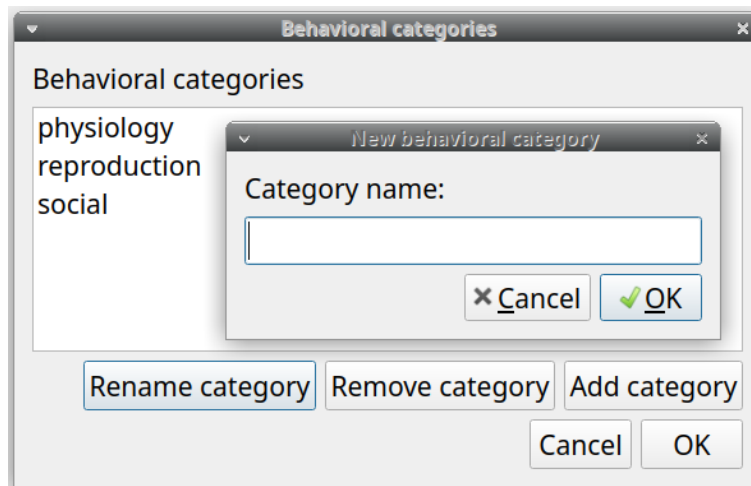 Behavioral categories
Behavioral categories
physiology
reproduction
social
New behavioral category
Category name:
Cancel OK
Rename category Remove category Add category
Cancel OK